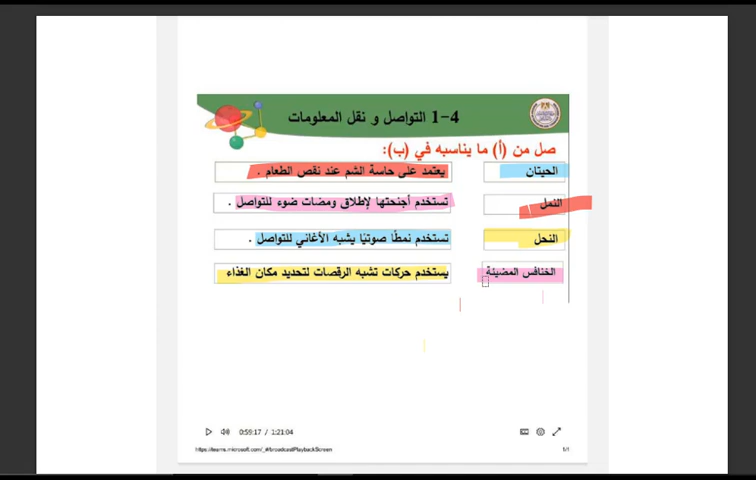 1-4 التواصل و نقل المعلومات
صل من (أ) ما يناسبه في (ب):
الحيتان
يعتمد على حاسة الشم عند نقص الطعام .
النمل
تستخدم أجنحتها لإطلاق ومضات ضوء للتواصل .
النحل
تستخدم نمطًا صوتيًا يشبه الأغاني للتواصل .
الخنافس المضيئة
يستخدم حركات تشبه الرقصات لتحديد مكان الغذاء
0:59:17 / 1:21:04
https://teams.microsoft.com/_#/broadcastPlaybackScreen
1/1